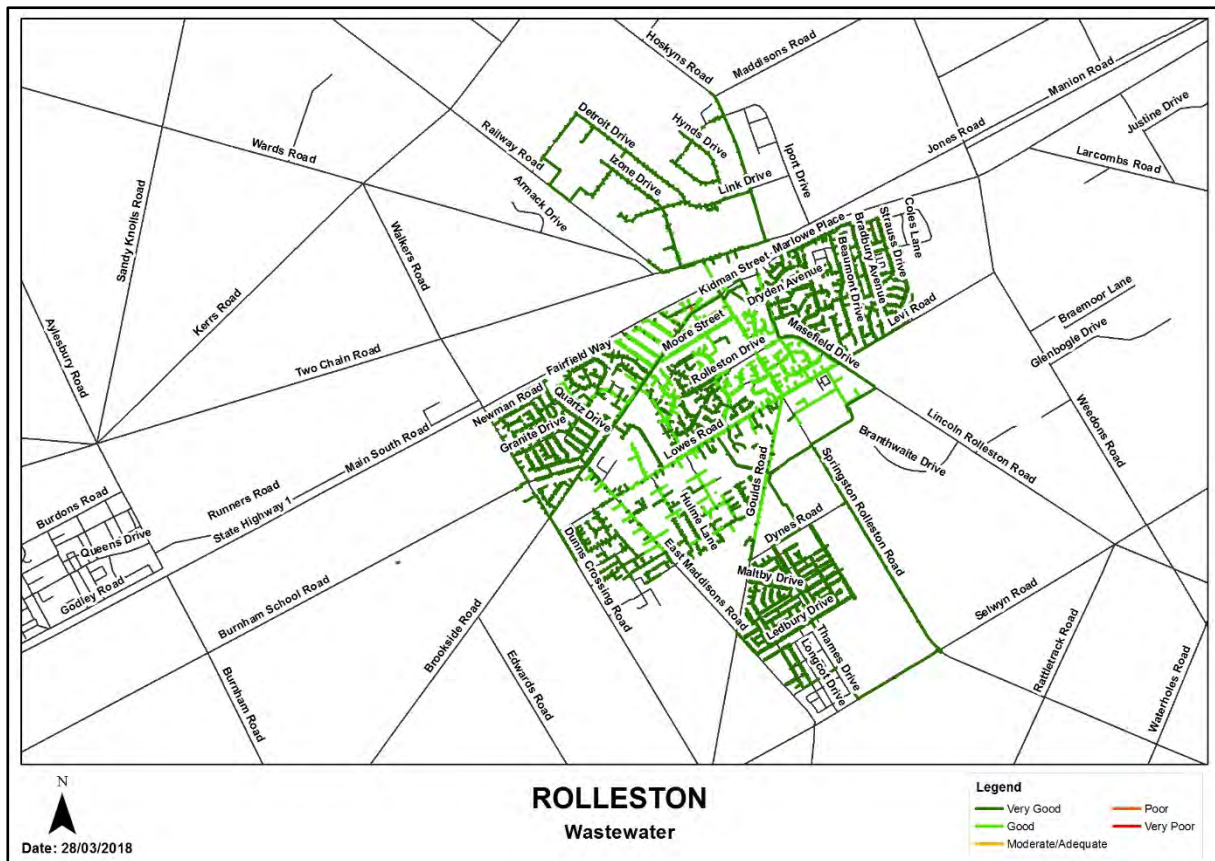 Hoskyns Road
Maddisons Road
Manion Road
Detroit Drive
Hynds Drive
Justine Drive
Railway Road
Jones Road
Iport Drive
Wards Road
Izone Drive
Larcombs Road
Link Drive
Armack Drive
Sandy Knolls Road
Walkers Road
Coles Lane
Strauss Drive
Marlowe Place
Bradbury Avenue
Kidman Street
Beaumont Drive
Dryden Avenue
Kerrs Road
Braemoor Lane
Levi Road
Aylesbury Road
Moore Street
Masefield Drive
Glenbogle Drive
Two Chain Road
Fairfield Way
Rolleston Drive
Newman Road
Quartz Drive
Weedons Road
Granite Drive
Lincoln Rolleston Road
Main South Road
Lowes Road
Branthwaite Drive
Goulds Road
Springston Rolleston Road
Runners Road
Burdons Road
State Highway 1
Hulme Lane
Dynes Road
Queens Drive
Dunns Crossing Road
East Maddisons Road
Godley Road
Maltby Drive
Burnham School Road
Ledbury Drive
Selwyn Road
Brookside Road
Thames Drive
Rattletrack Road
Edwards Road
Longcot Drive
Burnham Road
Waterholes Road
N
ROLLESTON
Wastewater
Date: 28/03/2018
Legend
Very Good
Good
Moderate/Adequate
Poor
Very Poor